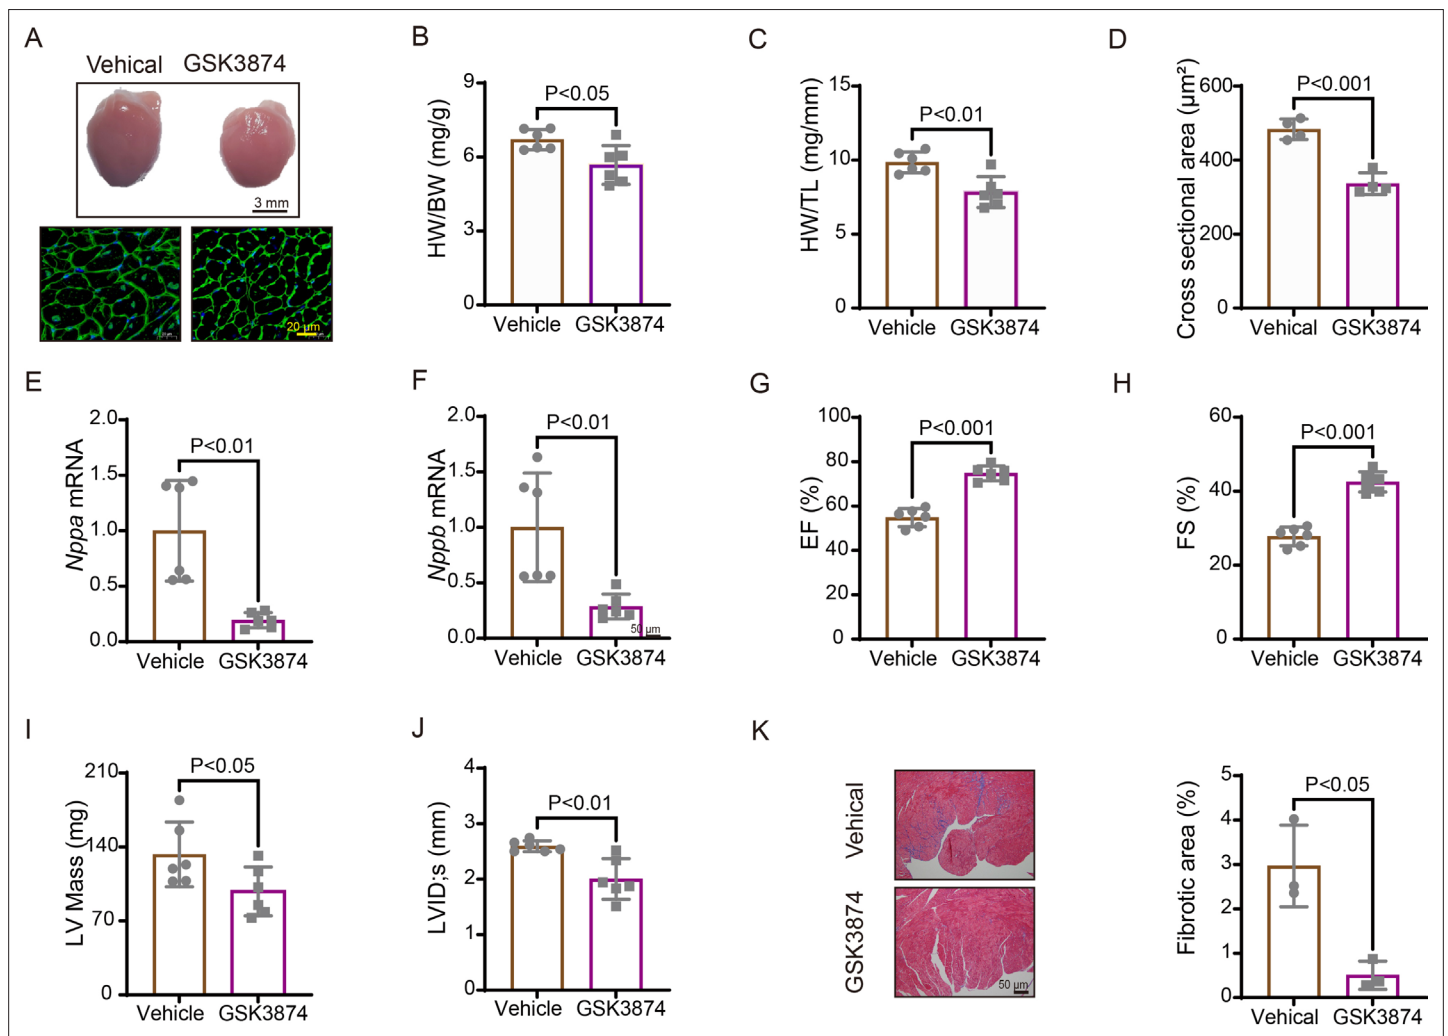 A
Vehical GSK3874
3 mm
20 µm
B
HW/BW (mg/g)
9
6
3
0
P<0.05
Vehicle GSK3874
C
HW/TL (mg/mm)
15
10
5
0
P<0.01
Vehicle GSK3874
D
Cross sectional area (µm²)
600
400
200
0
P<0.001
Vehical GSK3874
E
Nppa mRNA
2.0
1.5
1.0
0.5
0.0
P<0.01
Vehicle GSK3874
F
Nppb mRNA
2.0
1.5
1.0
0.5
0.0
P<0.01
50 µm
Vehicle GSK3874
G
EF (%)
100
80
60
40
20
0
P<0.001
Vehicle GSK3874
H
FS (%)
60
40
20
0
P<0.001
Vehicle GSK3874
I
LV Mass (mg)
210
140
70
0
P<0.05
Vehicle GSK3874
J
LVID;s (mm)
4
3
2
1
0
P<0.01
Vehicle GSK3874
K
Vehical
GSK3874
50 µm
Fibrotic area (%)
5
4
3
2
1
0
P<0.05
Vehical GSK3874